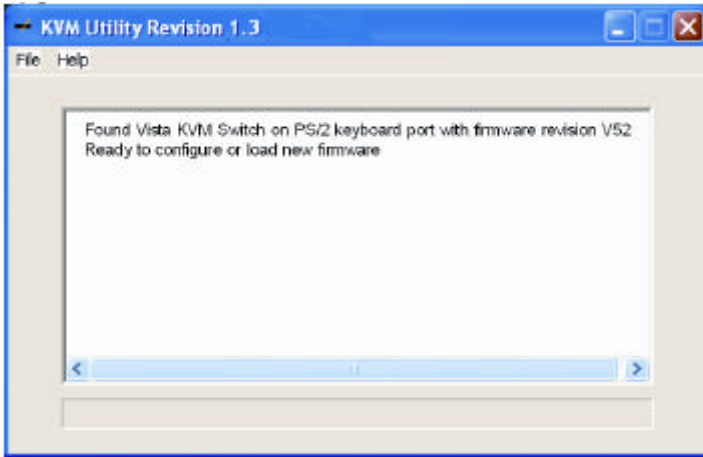 KVM Utility Revision 1.3
File Help
Found Vista KVM Switch on PS/2 keyboard port with firmware revision V52
Ready to configure or load new firmware